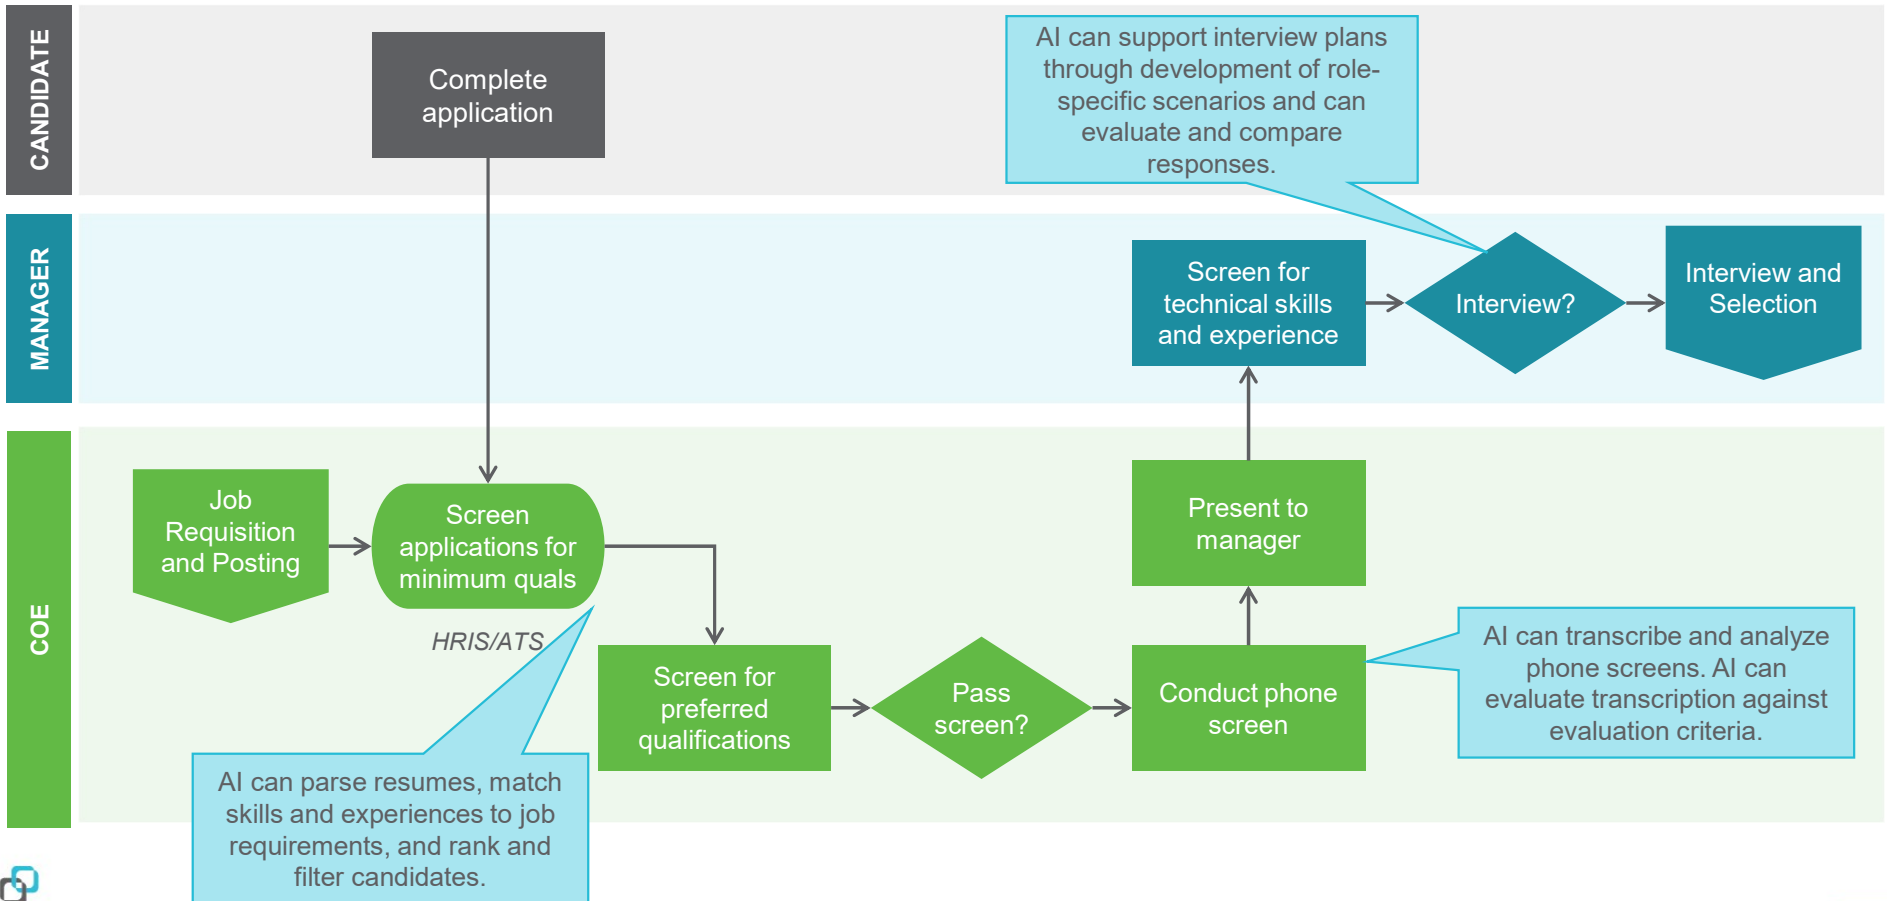 CANDIDATE
Complete
application
AI can support interview plans
through development of role-
specific scenarios and can
evaluate and compare
responses.
MANAGER
Screen for
technical skills
and experience
Interview?
Interview and
Selection
COE
Job
Requisition
and Posting
Screen
applications for
minimum quals
HRIS/ATS
Screen for
preferred
qualifications
Pass
screen?
Conduct phone
screen
Present to
manager
AI can transcribe and analyze
phone screens. AI can
evaluate transcription against
evaluation criteria.
AI can parse resumes, match
skills and experiences to job
requirements, and rank and
filter candidates.